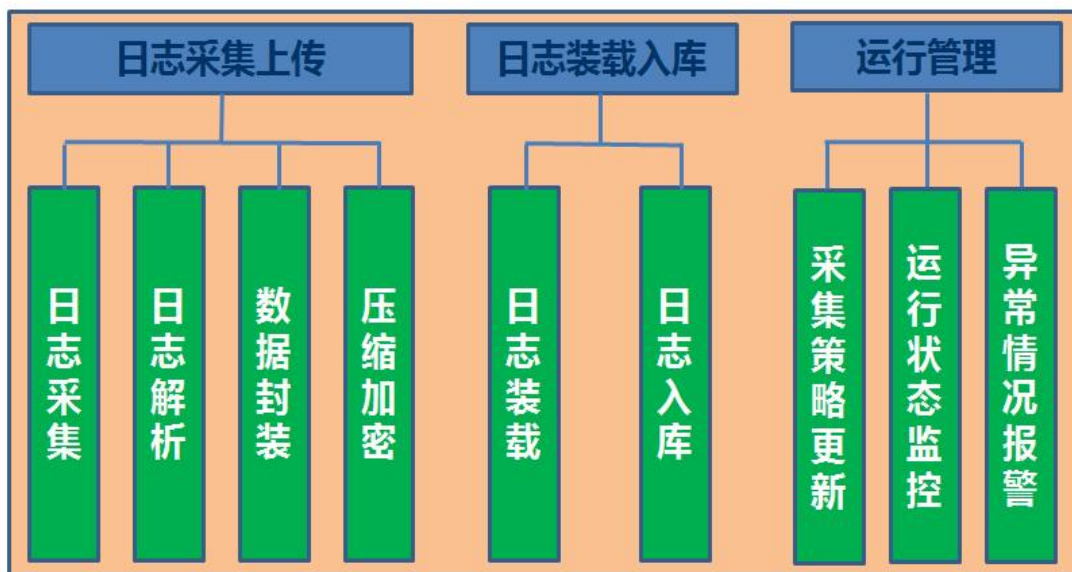 日志采集上传
日志装载入库
运行管理
日志采集
日志解析
数据封装
压缩加密
日志装载
日志入库
采集策略更新
运行状态监控
异常情况报警